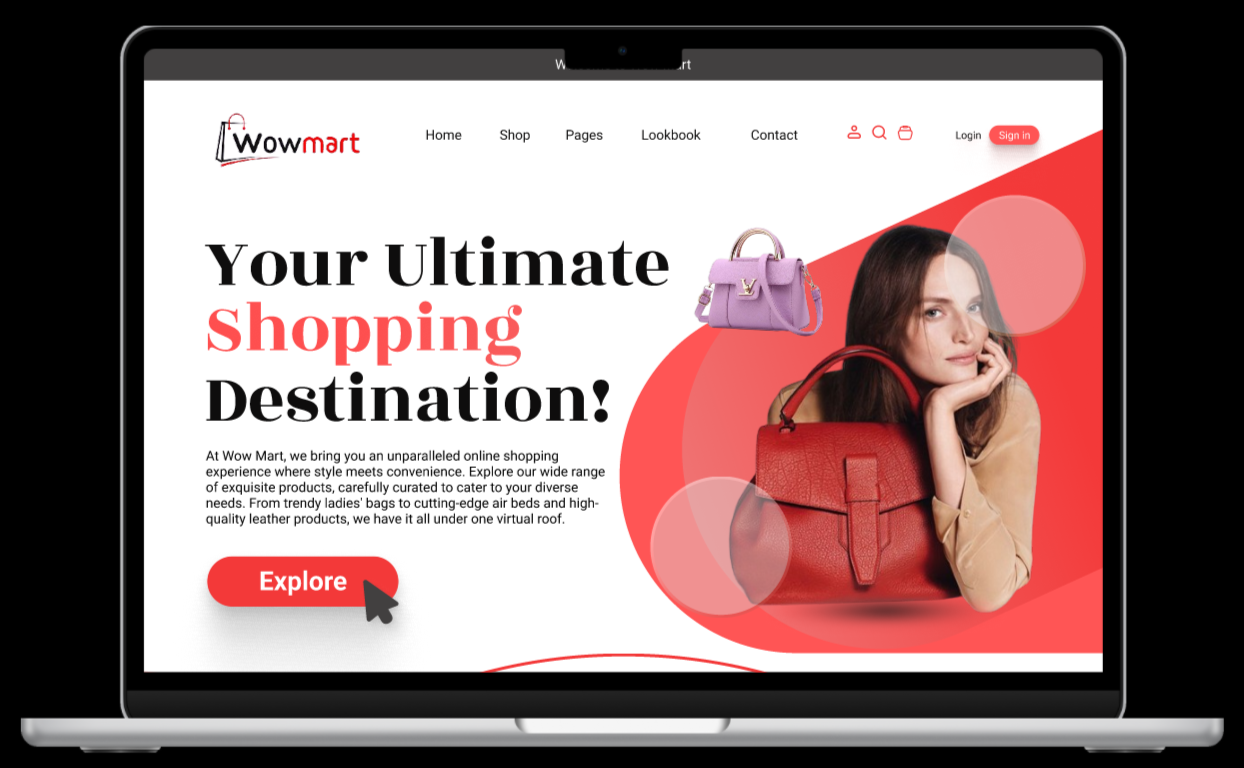 Wowmart
Home Shop Pages Lookbook Contact Login Sign in
Your Ultimate
Shopping
Destination!
At Wow Mart, we bring you an unparalleled online shopping
experience where style meets convenience. Explore our wide range
of exquisite products, carefully curated to cater to your diverse
needs. From trendy ladies' bags to cutting-edge air beds and high-
quality leather products, we have it all under one virtual roof.
Explore